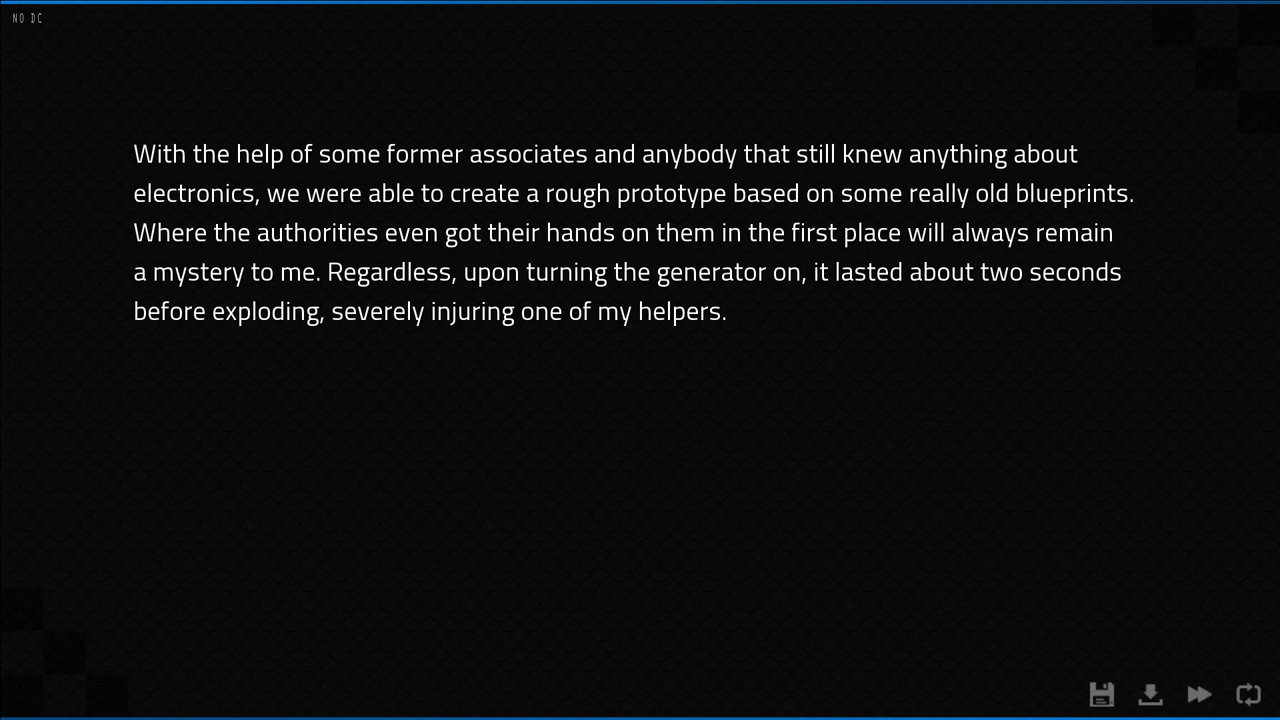 NO DC
With the help of some former associates and anybody that still knew anything about
electronics, we were able to create a rough prototype based on some really old blueprints.
Where the authorities even got their hands on them in the first place will always remain
a mystery to me. Regardless, upon turning the generator on, it lasted about two seconds
before exploding, severely injuring one of my helpers.